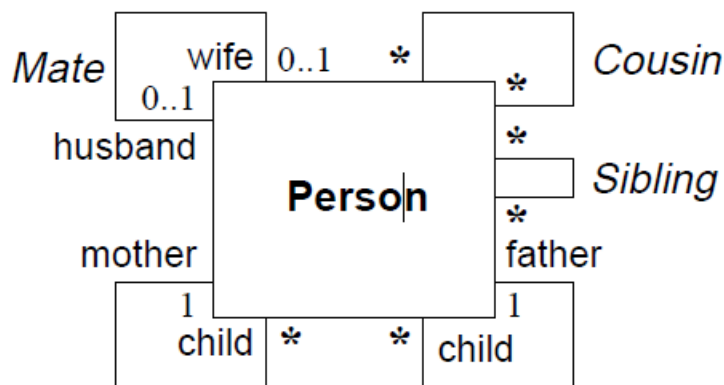 Mate wife 0..1 * Cousin
0..1 *
husband *
Person Sibling
*
mother father
1 1
child * * child